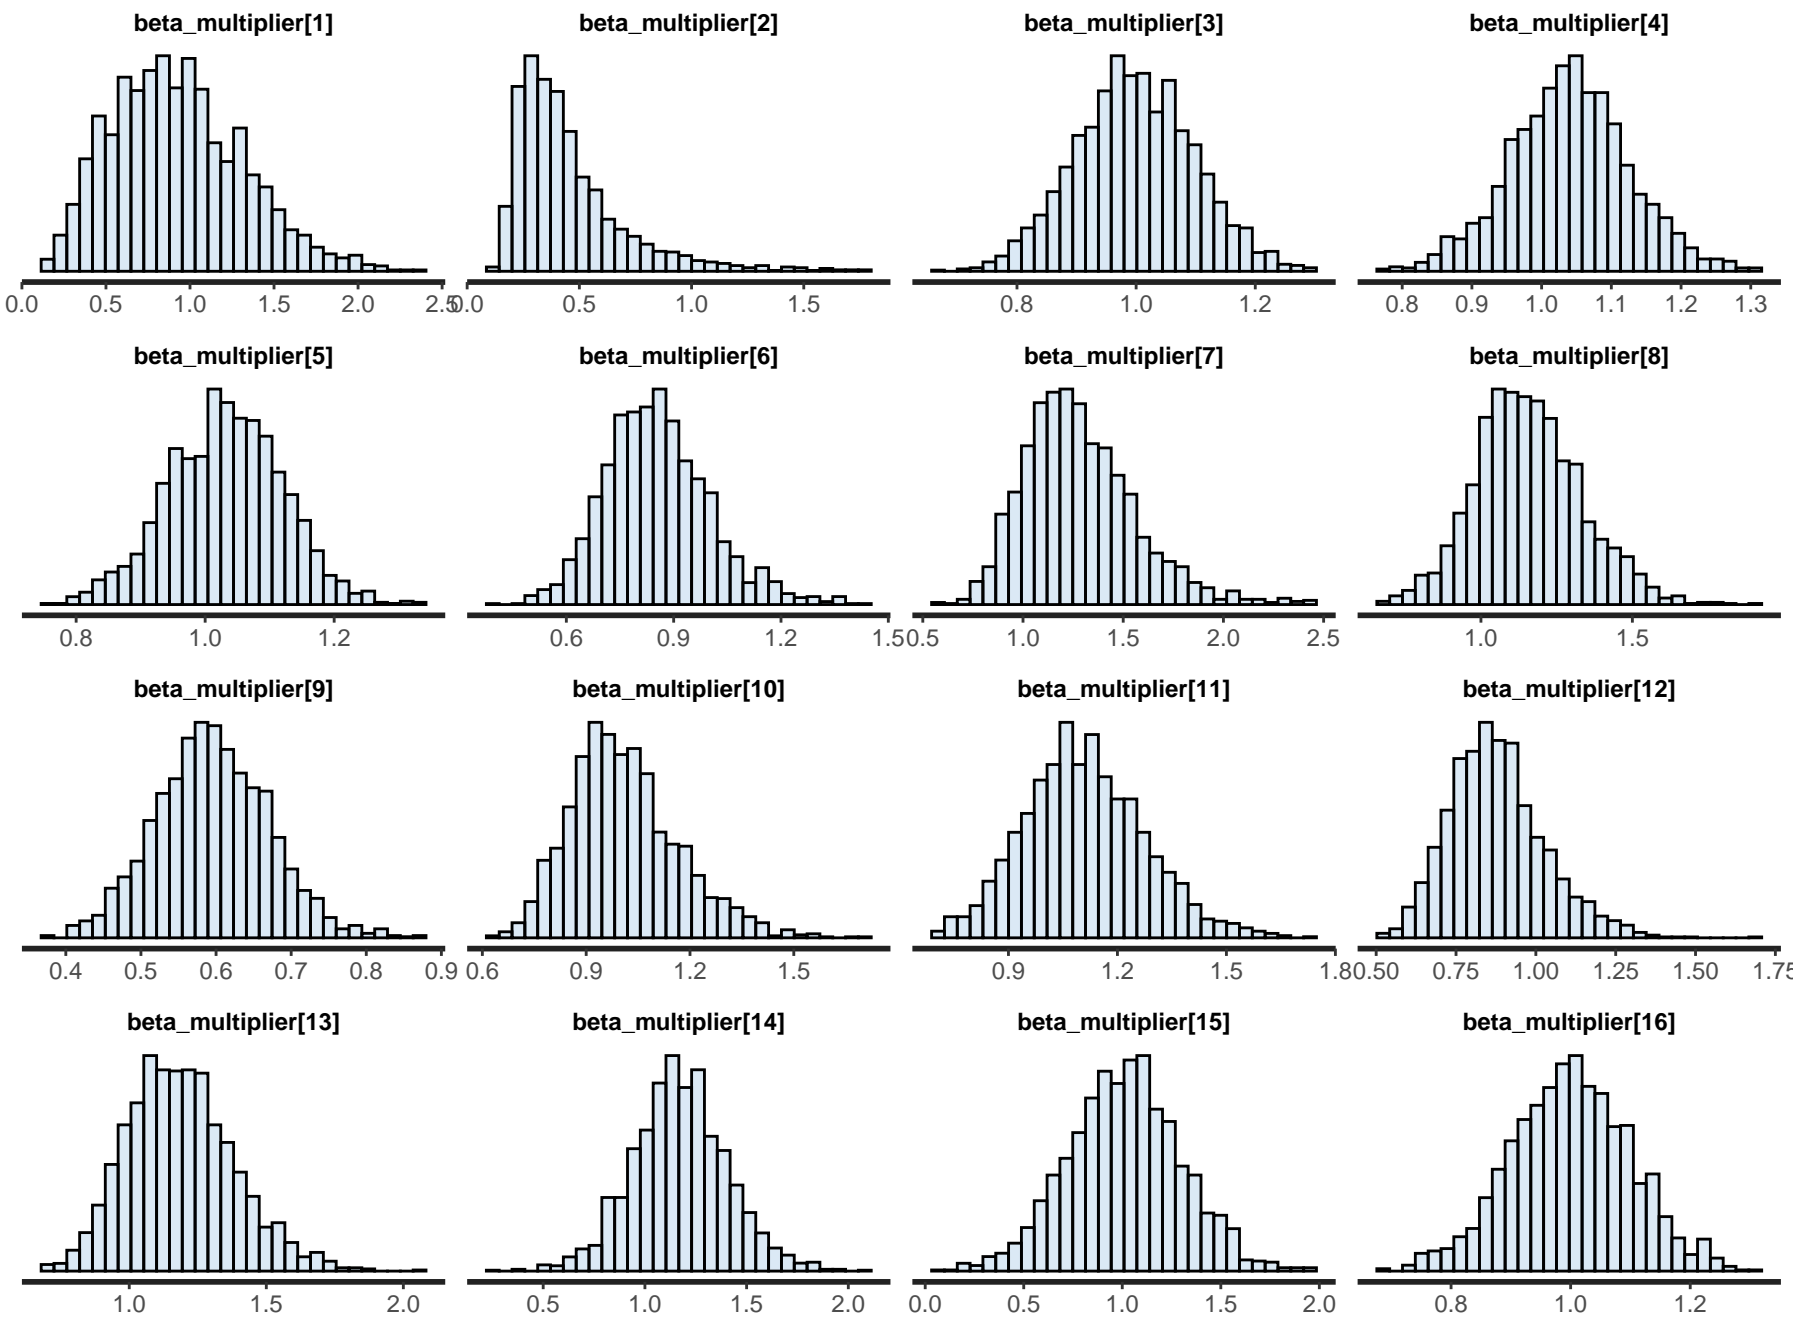 beta_multiplier[1] beta_multiplier[2] beta_multiplier[3] beta_multiplier[4]
0.0 0.5 1.0 1.5 2.0 2.5 0.0 0.5 1.0 1.5 0.8 1.0 1.2 0.8 0.9 1.0 1.1 1.2 1.3
beta_multiplier[5] beta_multiplier[6] beta_multiplier[7] beta_multiplier[8]
0.8 1.0 1.2 0.6 0.9 1.2 1.5 0.5 1.0 1.5 2.0 2.5 1.0 1.5
beta_multiplier[9] beta_multiplier[10] beta_multiplier[11] beta_multiplier[12]
0.4 0.5 0.6 0.7 0.8 0.9 0.6 0.9 1.2 1.5 0.9 1.2 1.5 1.8 0.50 0.75 1.00 1.25 1.50 1.75
beta_multiplier[13] beta_multiplier[14] beta_multiplier[15] beta_multiplier[16]
1.0 1.5 2.0 0.5 1.0 1.5 2.0 0.0 0.5 1.0 1.5 2.0 0.8 1.0 1.2